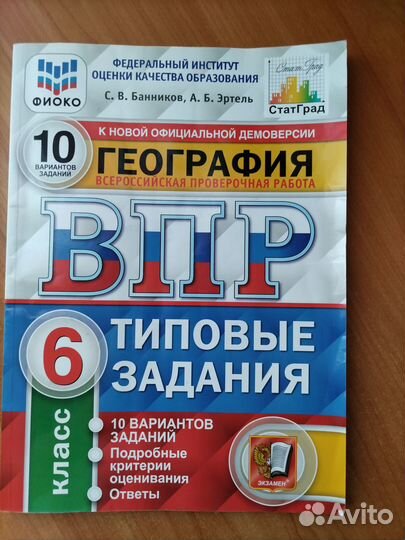 ФЕДЕРАЛЬНЫЙ ИНСТИТУТ
ОЦЕНКИ КАЧЕСТВА ОБРАЗОВАНИЯ
ФИОКО
С. В. Банников, А. Б. Эртель
СтатГрад
СтатГрад
К НОВОЙ ОФИЦИАЛЬНОЙ ДЕМОВЕРСИИ
10
ВАРИАНТОВ
ЗАДАНИЙ
ГЕОГРАФИЯ
ВСЕРОССИЙСКАЯ ПРОВЕРОЧНАЯ РАБОТА
ВПР
6
класс
ТИПОВЫЕ
ЗАДАНИЯ
10 ВАРИАНТОВ
ЗАДАНИЙ
Подробные
критерии
оценивания
Ответы
ЭКЗАМЕН
Avito